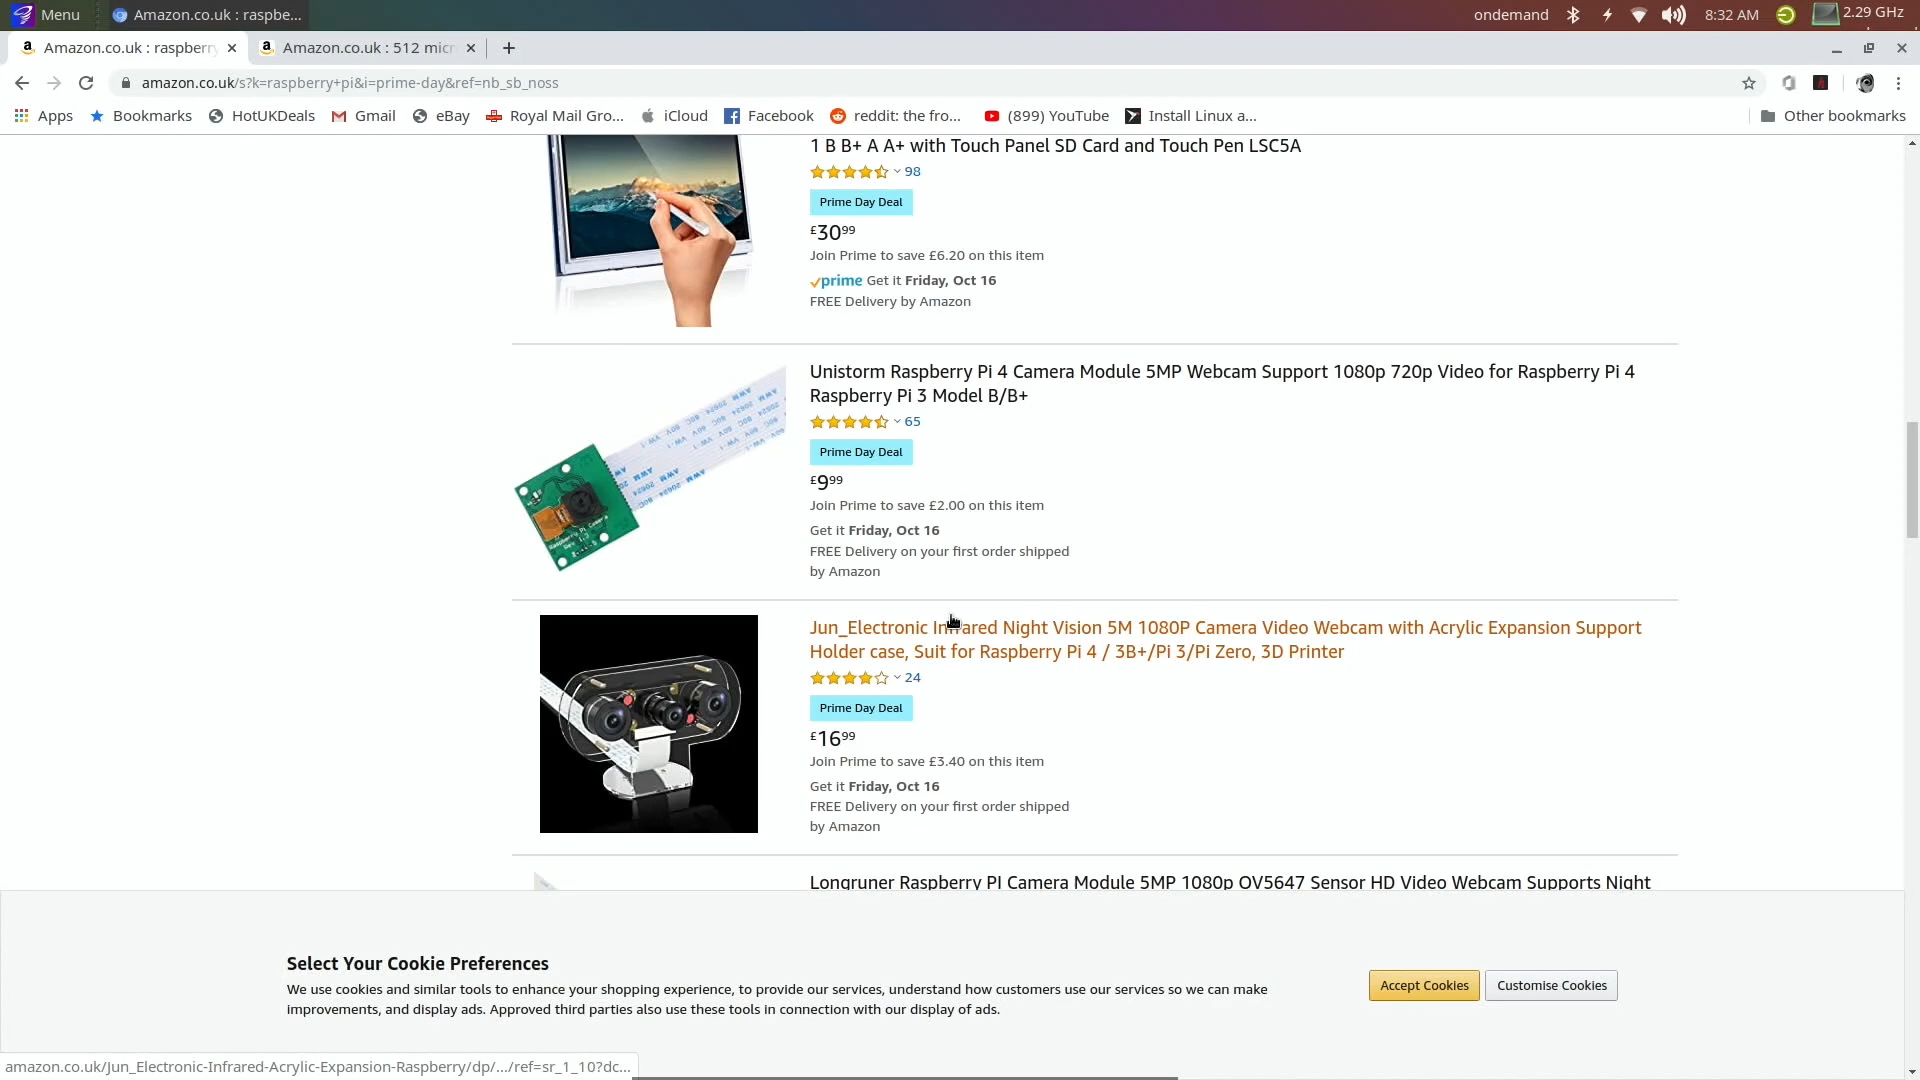 Menu
Amazon.co.uk : raspbe...
ondemand
8:32 AM
2.29 GHz
Amazon.co.uk : raspberry
Amazon.co.uk : 512 micr
amazon.co.uk/s?k=raspberry+pi&i=prime-day&ref=nb_sb_noss
Apps
Bookmarks
HotUKDeals
Gmail
eBay
Royal Mail Gro...
iCloud
Facebook
reddit: the fro...
(899) YouTube
Install Linux a...
Other bookmarks
1 B B+ A A+ with Touch Panel SD Card and Touch Pen LSC5A
98
Prime Day Deal
£3099
Join Prime to save £6.20 on this item
prime Get it Friday, Oct 16
FREE Delivery by Amazon
Unistorm Raspberry Pi 4 Camera Module 5MP Webcam Support 1080p 720p Video for Raspberry Pi 4
Raspberry Pi 3 Model B/B+
65
Prime Day Deal
£999
Join Prime to save £2.00 on this item
Get it Friday, Oct 16
FREE Delivery on your first order shipped
by Amazon
Jun_Electronic Infrared Night Vision 5M 1080P Camera Video Webcam with Acrylic Expansion Support
Holder case, Suit for Raspberry Pi 4 / 3B+/Pi 3/Pi Zero, 3D Printer
24
Prime Day Deal
£1699
Join Prime to save £3.40 on this item
Get it Friday, Oct 16
FREE Delivery on your first order shipped
by Amazon
Longruner Raspberry PI Camera Module 5MP 1080p OV5647 Sensor HD Video Webcam Supports Night
Select Your Cookie Preferences
We use cookies and similar tools to enhance your shopping experience, to provide our services, understand how customers use our services so we can make
improvements, and display ads. Approved third parties also use these tools in connection with our display of ads.
Accept Cookies
Customise Cookies
amazon.co.uk/Jun_Electronic-Infrared-Acrylic-Expansion-Raspberry/dp/.../ref=sr_1_10?dc...